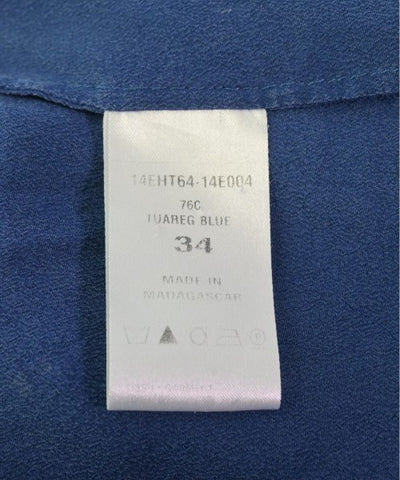 14EHT64-14E004
76C
TUAREG BLUE
34
MADE IN
MADAGASCAR